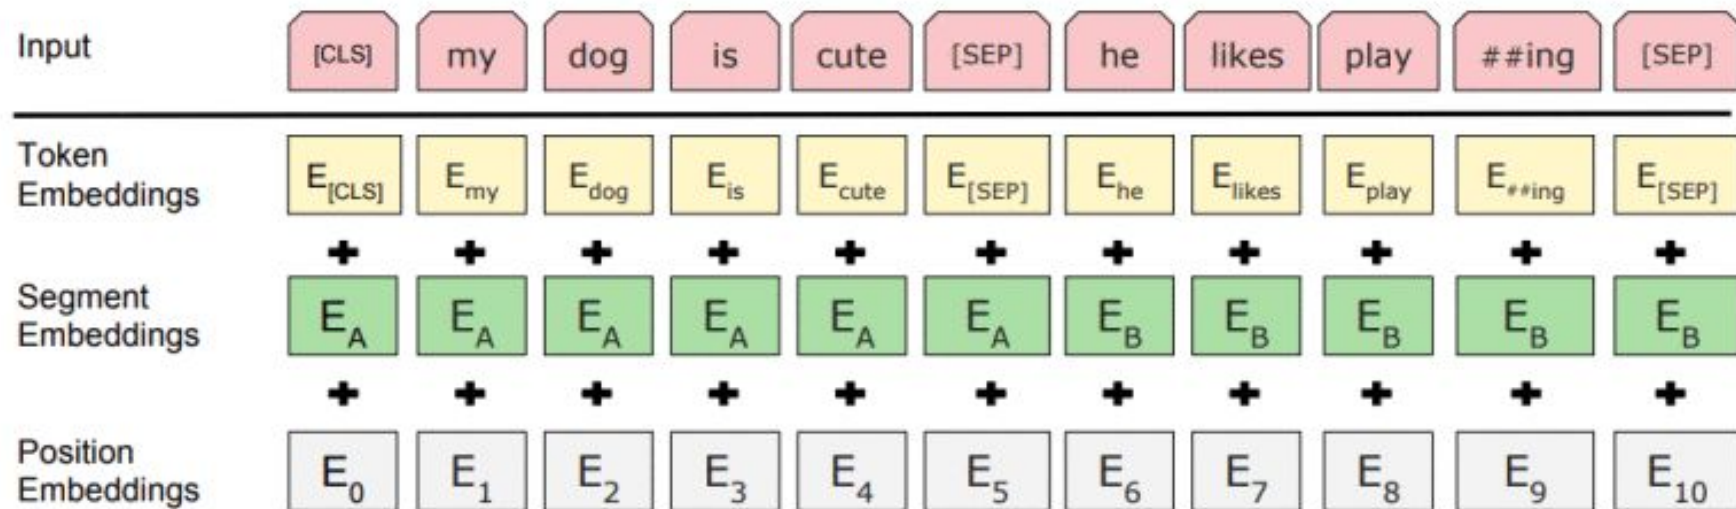 Input [CLS] my dog is cute [SEP] he likes play ##ing [SEP]
Token
Embeddings E[CLS] Emy Edog Eis Ecute E[SEP] Ehe Elikes Eplay E##ing E[SEP]
+ + + + + + + + + + +
Segment
Embeddings EA EA EA EA EA EA EB EB EB EB EB
+ + + + + + + + + + +
Position
Embeddings E0 E1 E2 E3 E4 E5 E6 E7 E8 E9 E10